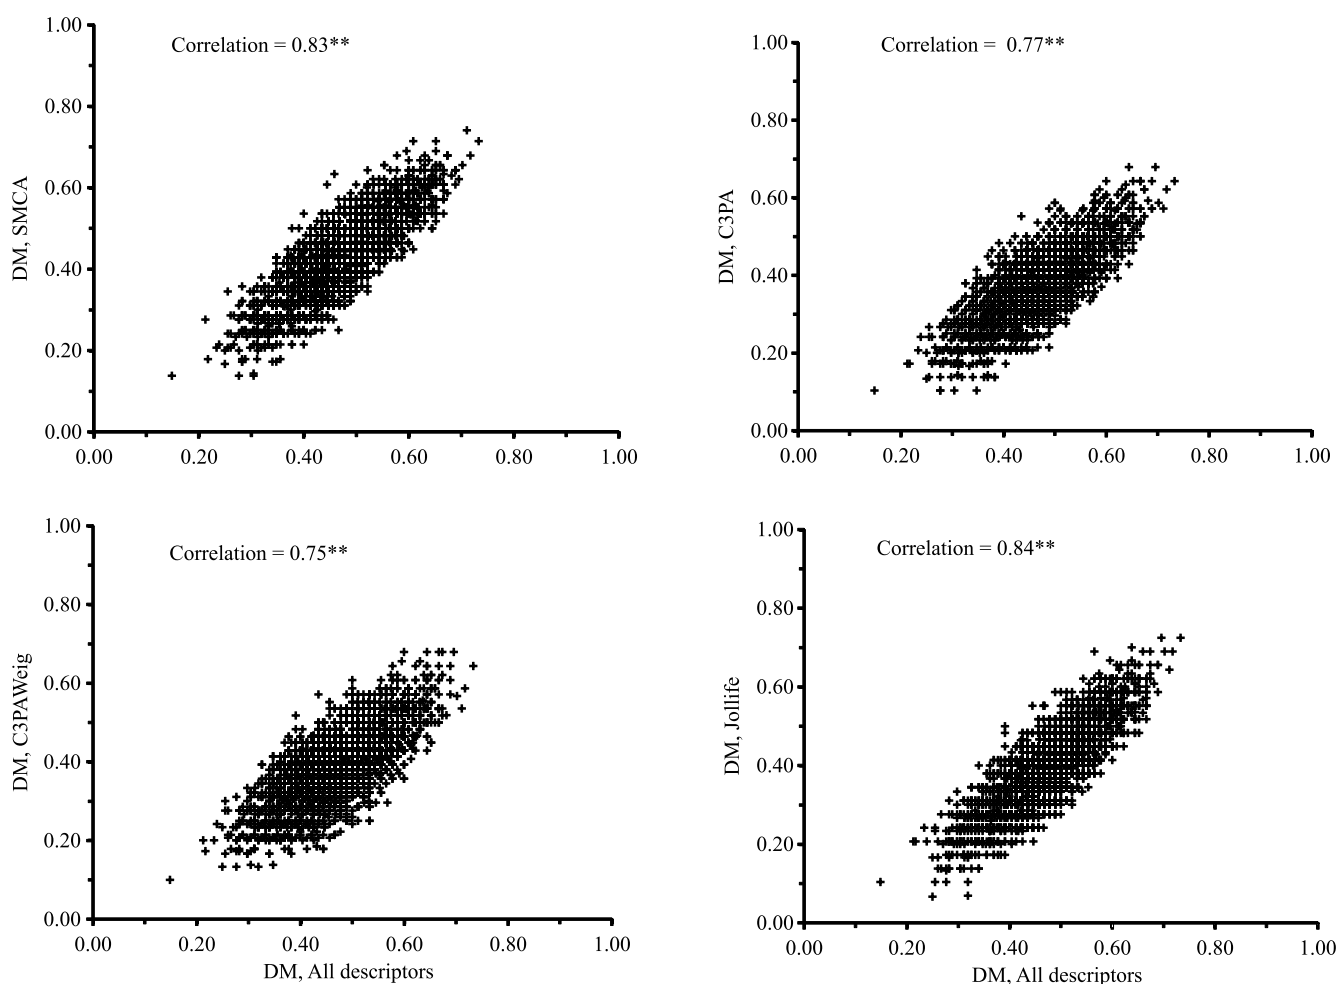 1.00
Correlation = 0.83**
0.80
0.60
0.40
0.20
0.00
DM, SMCA
0.00 0.20 0.40 0.60 0.80 1.00
1.00
Correlation =  0.77**
0.80
0.60
0.40
0.20
0.00
DM, C3PA
0.00 0.20 0.40 0.60 0.80 1.00
1.00
Correlation = 0.75**
0.80
0.60
0.40
0.20
0.00
DM, C3PAWeig
0.00 0.20 0.40 0.60 0.80 1.00
DM, All descriptors
1.00
Correlation = 0.84**
0.80
0.60
0.40
0.20
0.00
DM, Jollife
0.00 0.20 0.40 0.60 0.80 1.00
DM, All descriptors